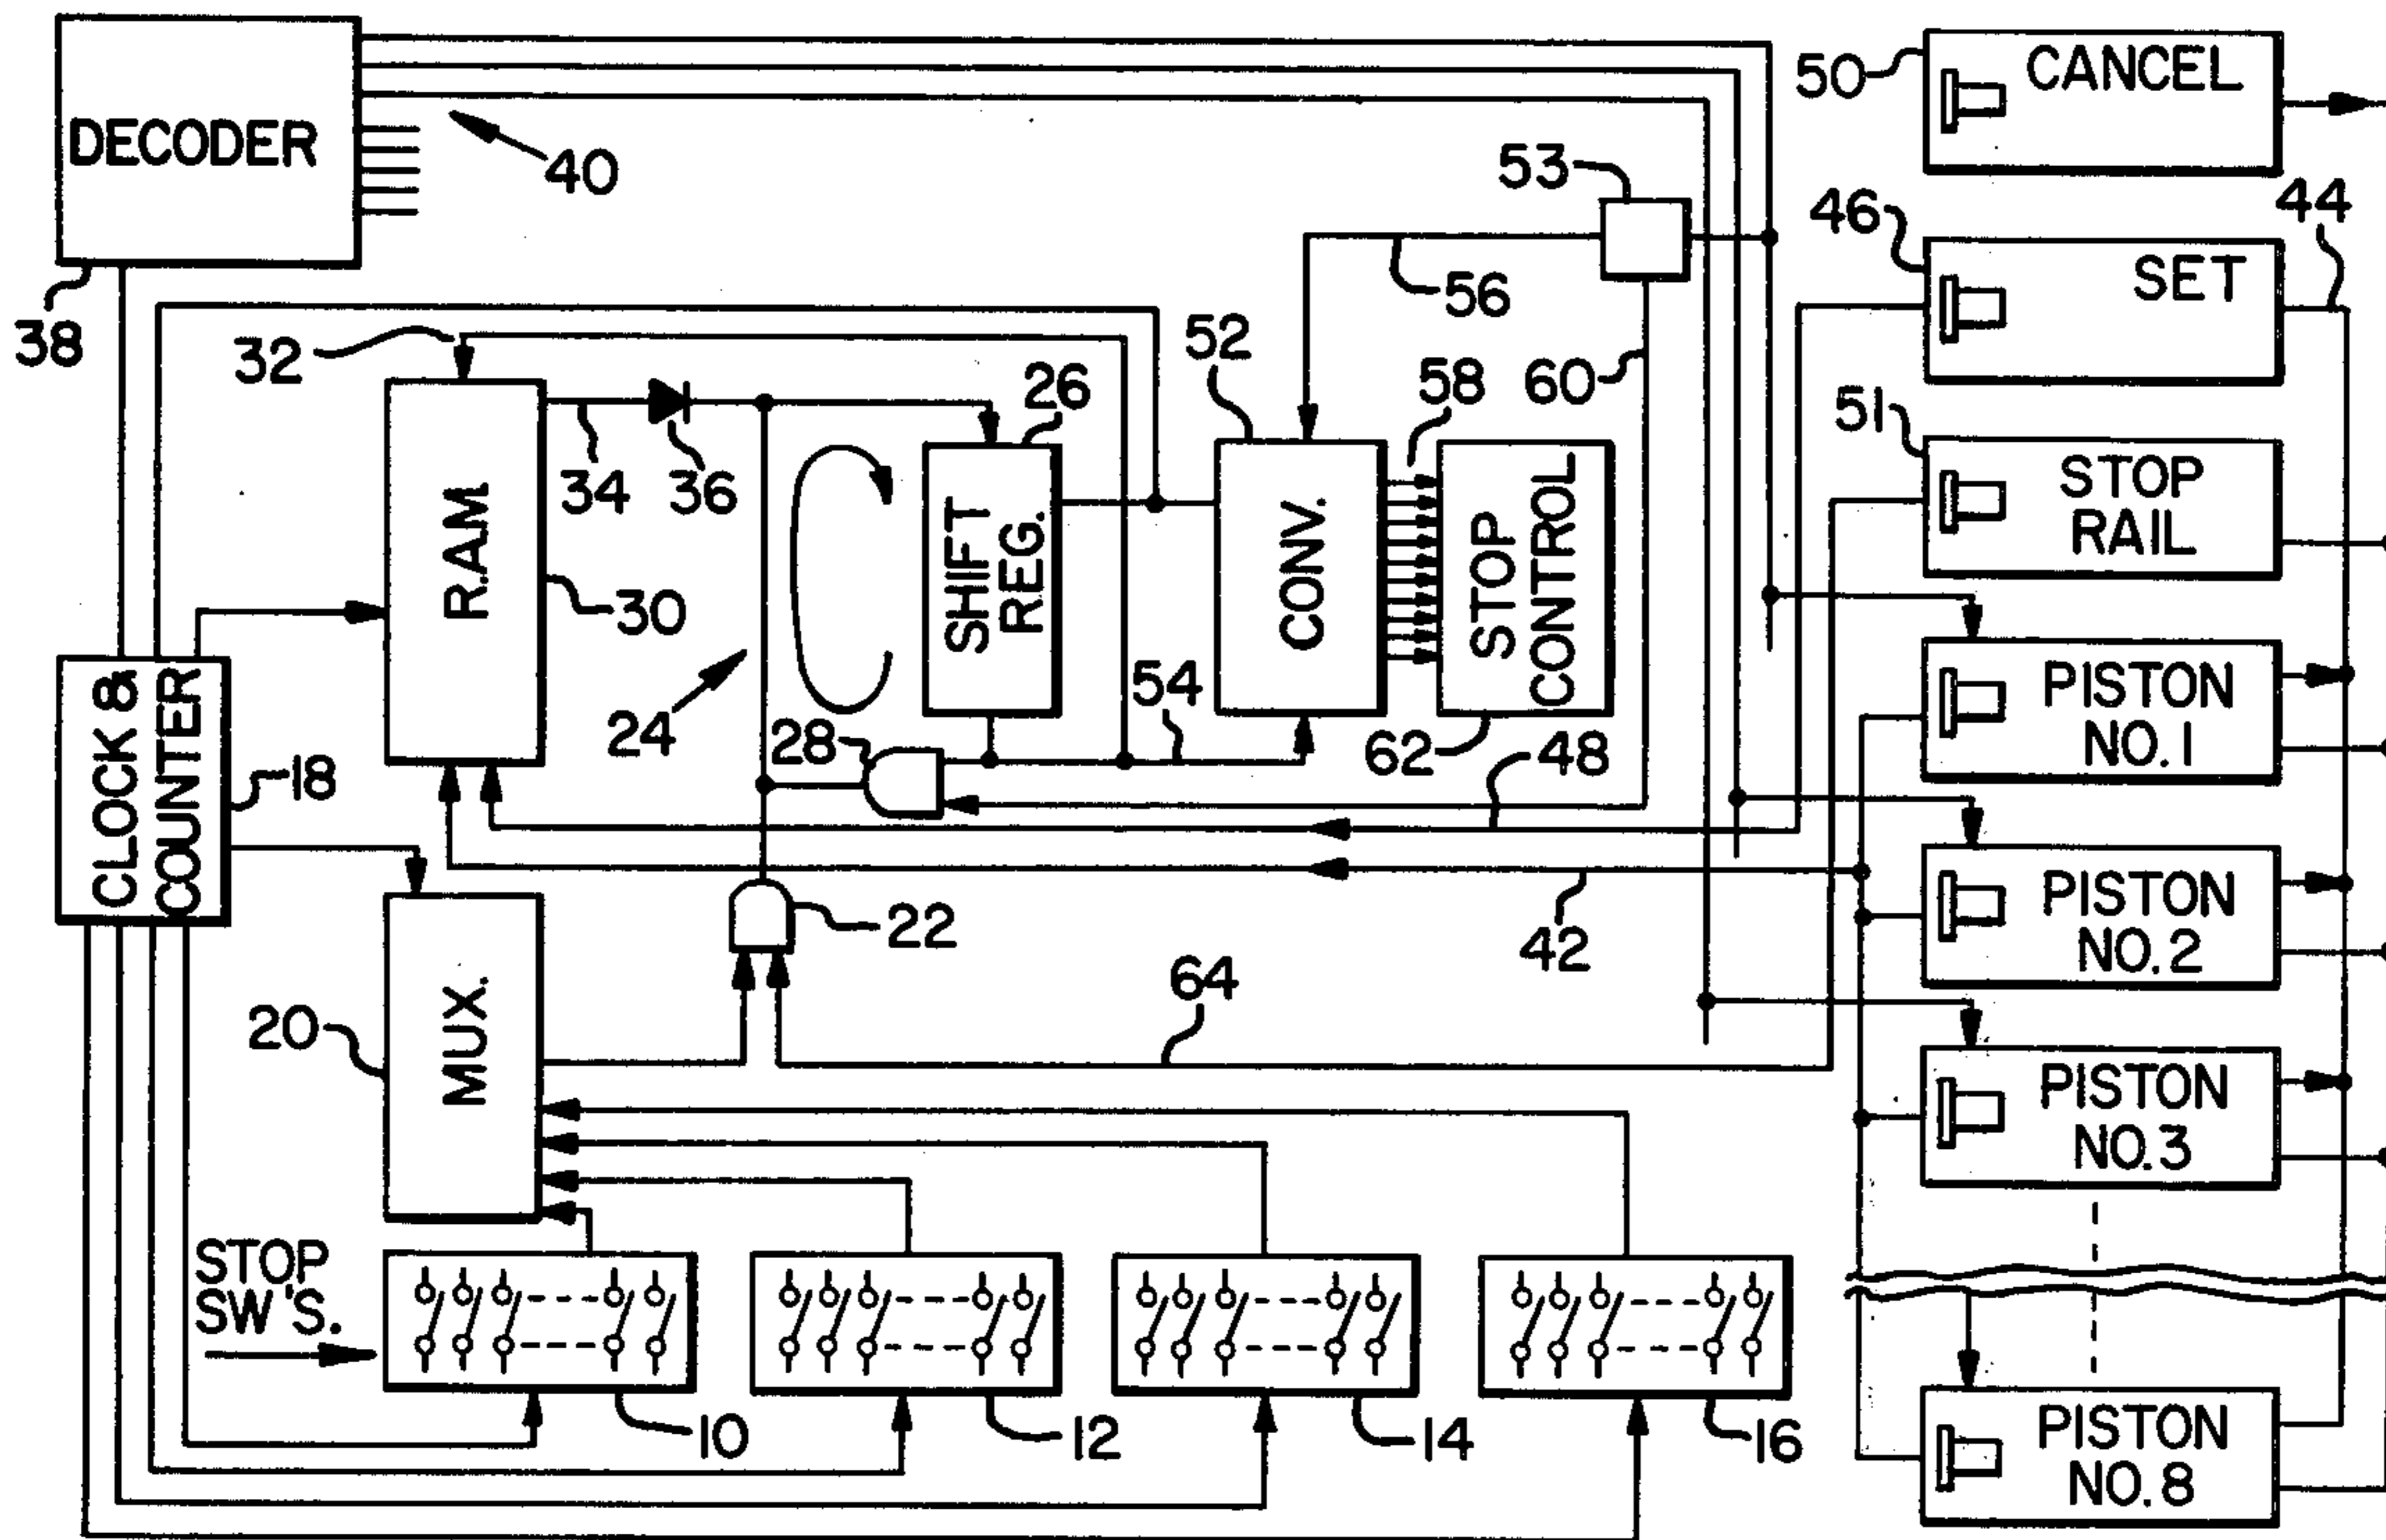 DECODER
38
40
50
CANCEL
53
46
SET
44
56
32
34
36
R.A.M
30
26
SHIFT
REG.
24
28
52
CONV.
58
60
54
STOP
CONTROL
62
48
51
STOP
RAIL
PISTON
NO. 1
PISTON
NO. 2
PISTON
NO. 3
PISTON
NO. 8
CLOCK &
COUNTER
18
20
MUX.
22
42
64
STOP
SW'S.
10
12
14
16